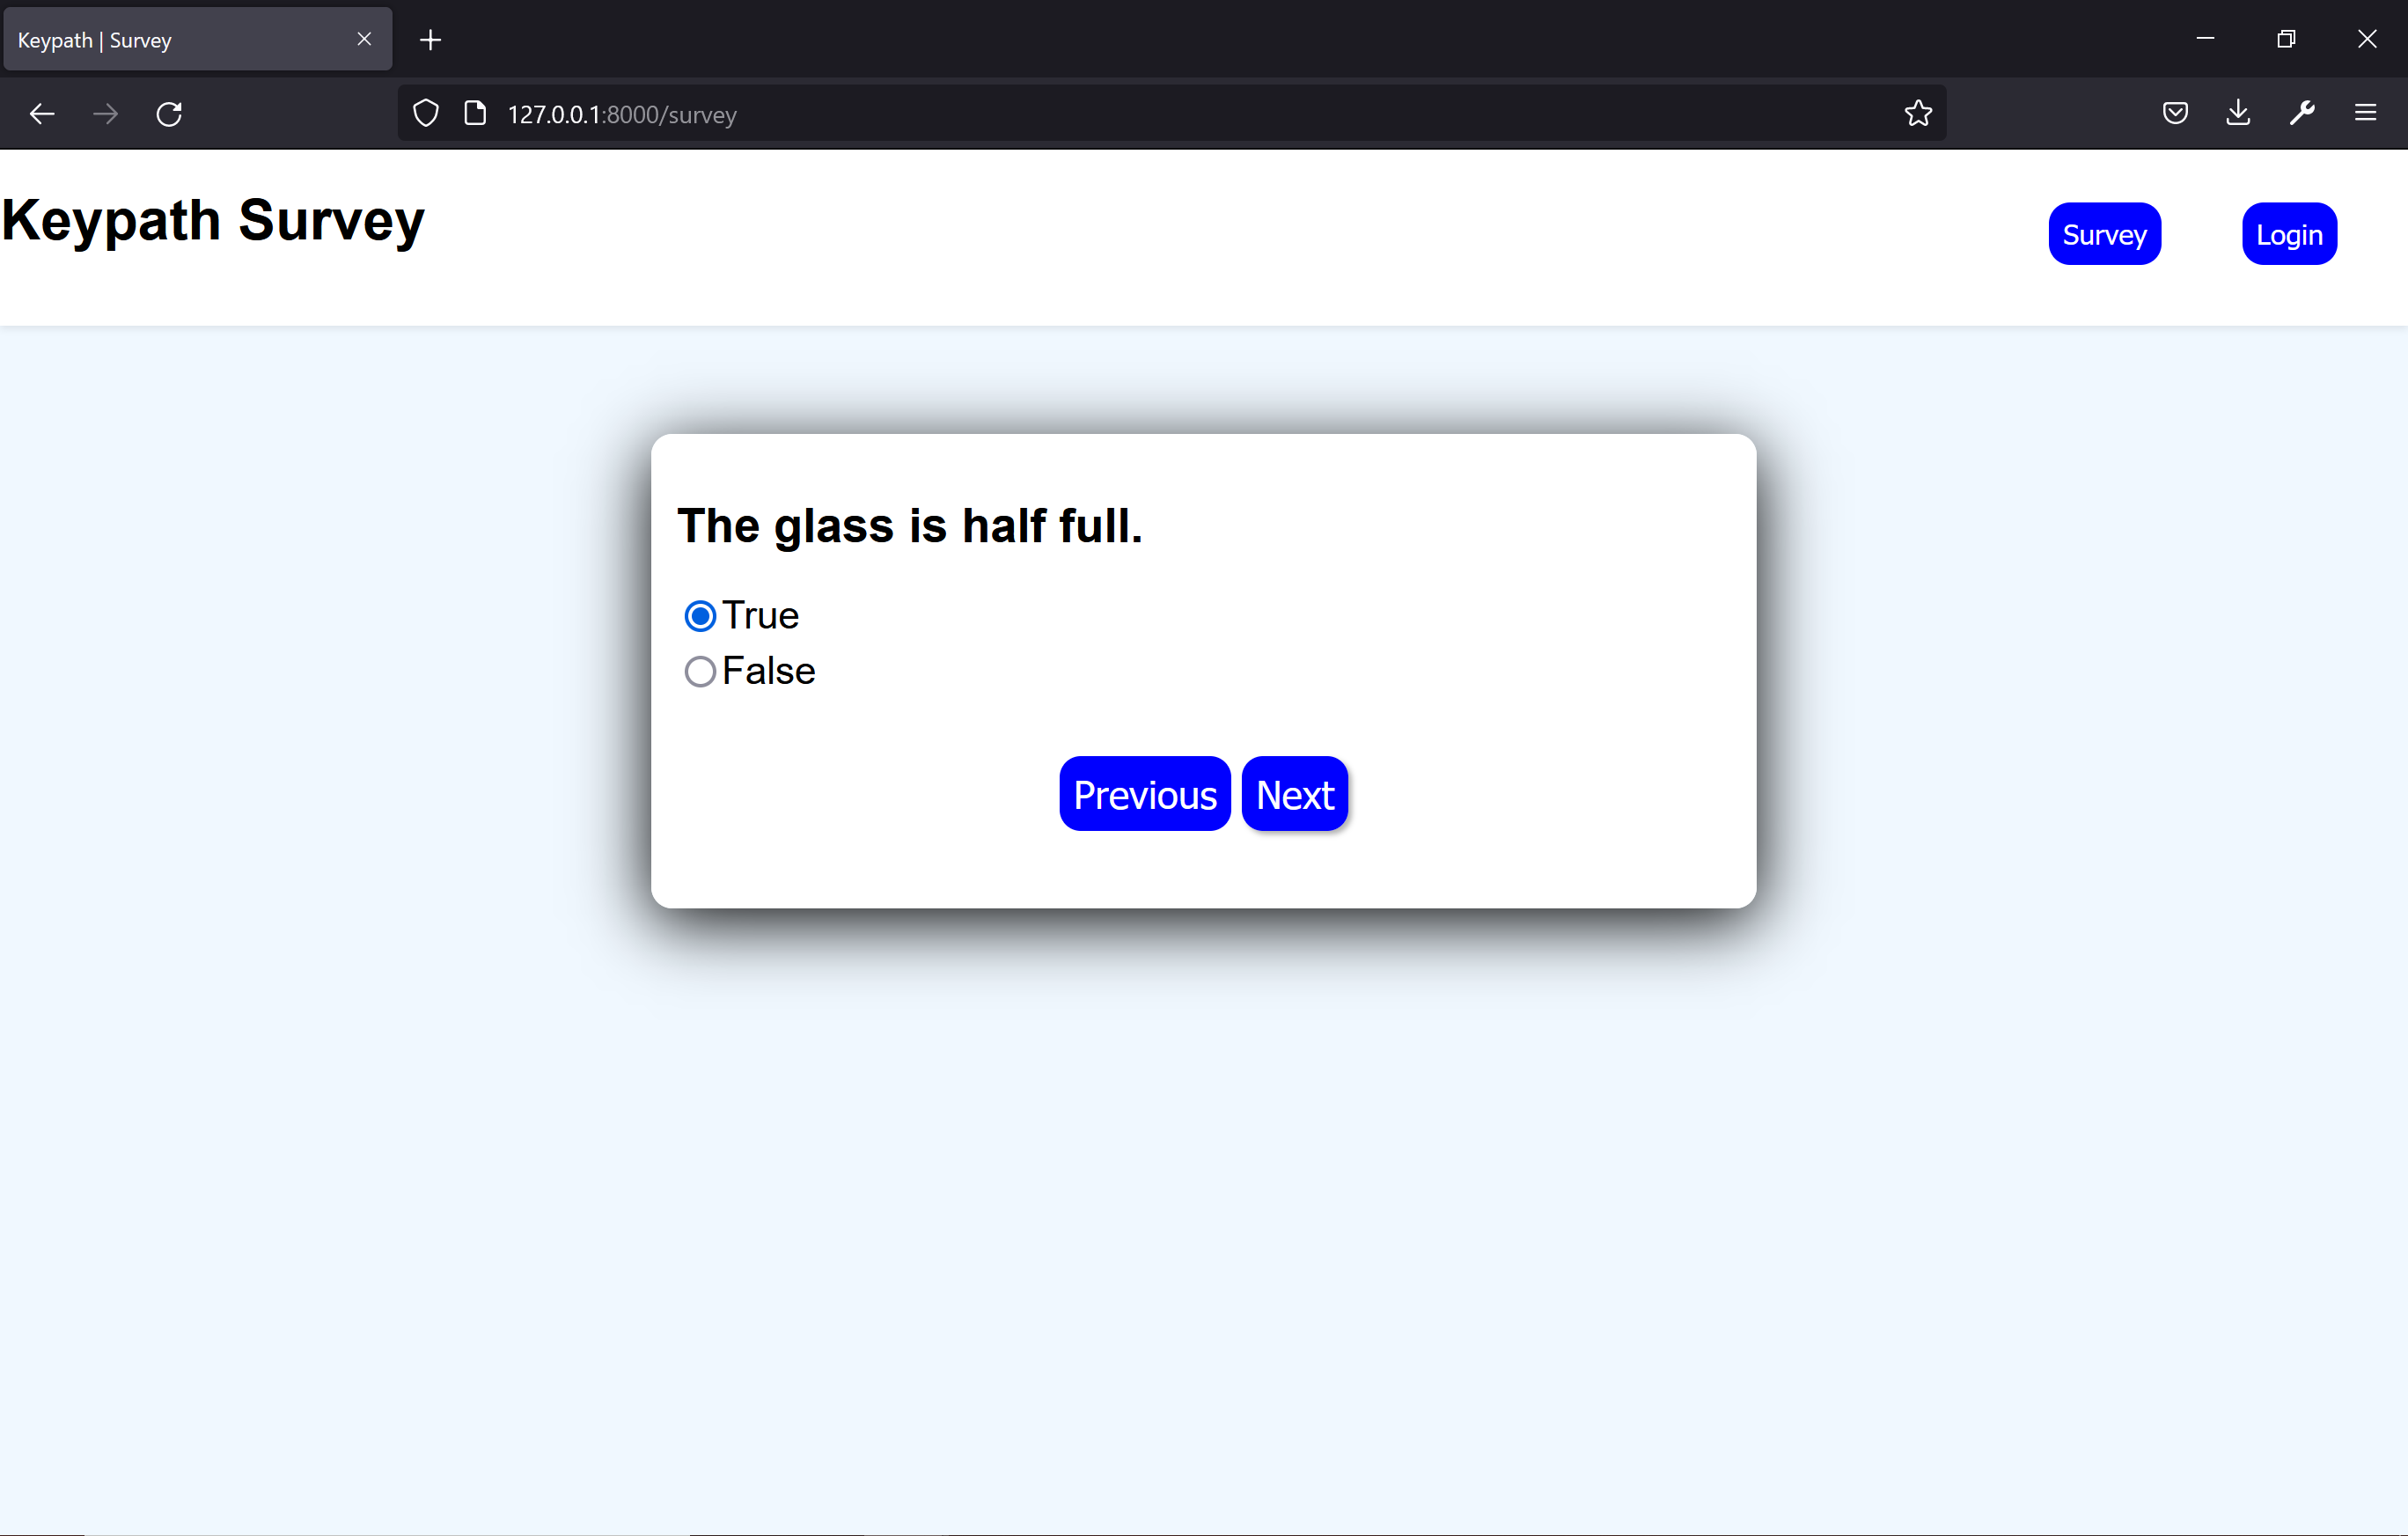 Keypath | Survey
127.0.0.1:8000/survey
Keypath Survey
Survey
Login
The glass is half full.
True
False
Previous
Next